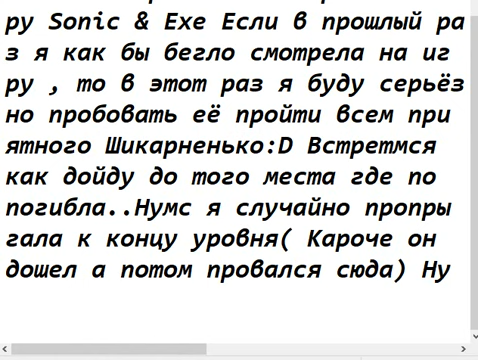 ру Sonic & Exe Если в прошлый ра
з я как бы бегло смотрела на иг
ру , то в этот раз я буду серьёз
но пробовать её пройти всем при
ятного Шикарненько:D Встретмся
как дойду до того места где по
погибла..Нумс я случайно пропры
гала к концу уровня( Кароче он
дошел а потом провался сюда) Ну